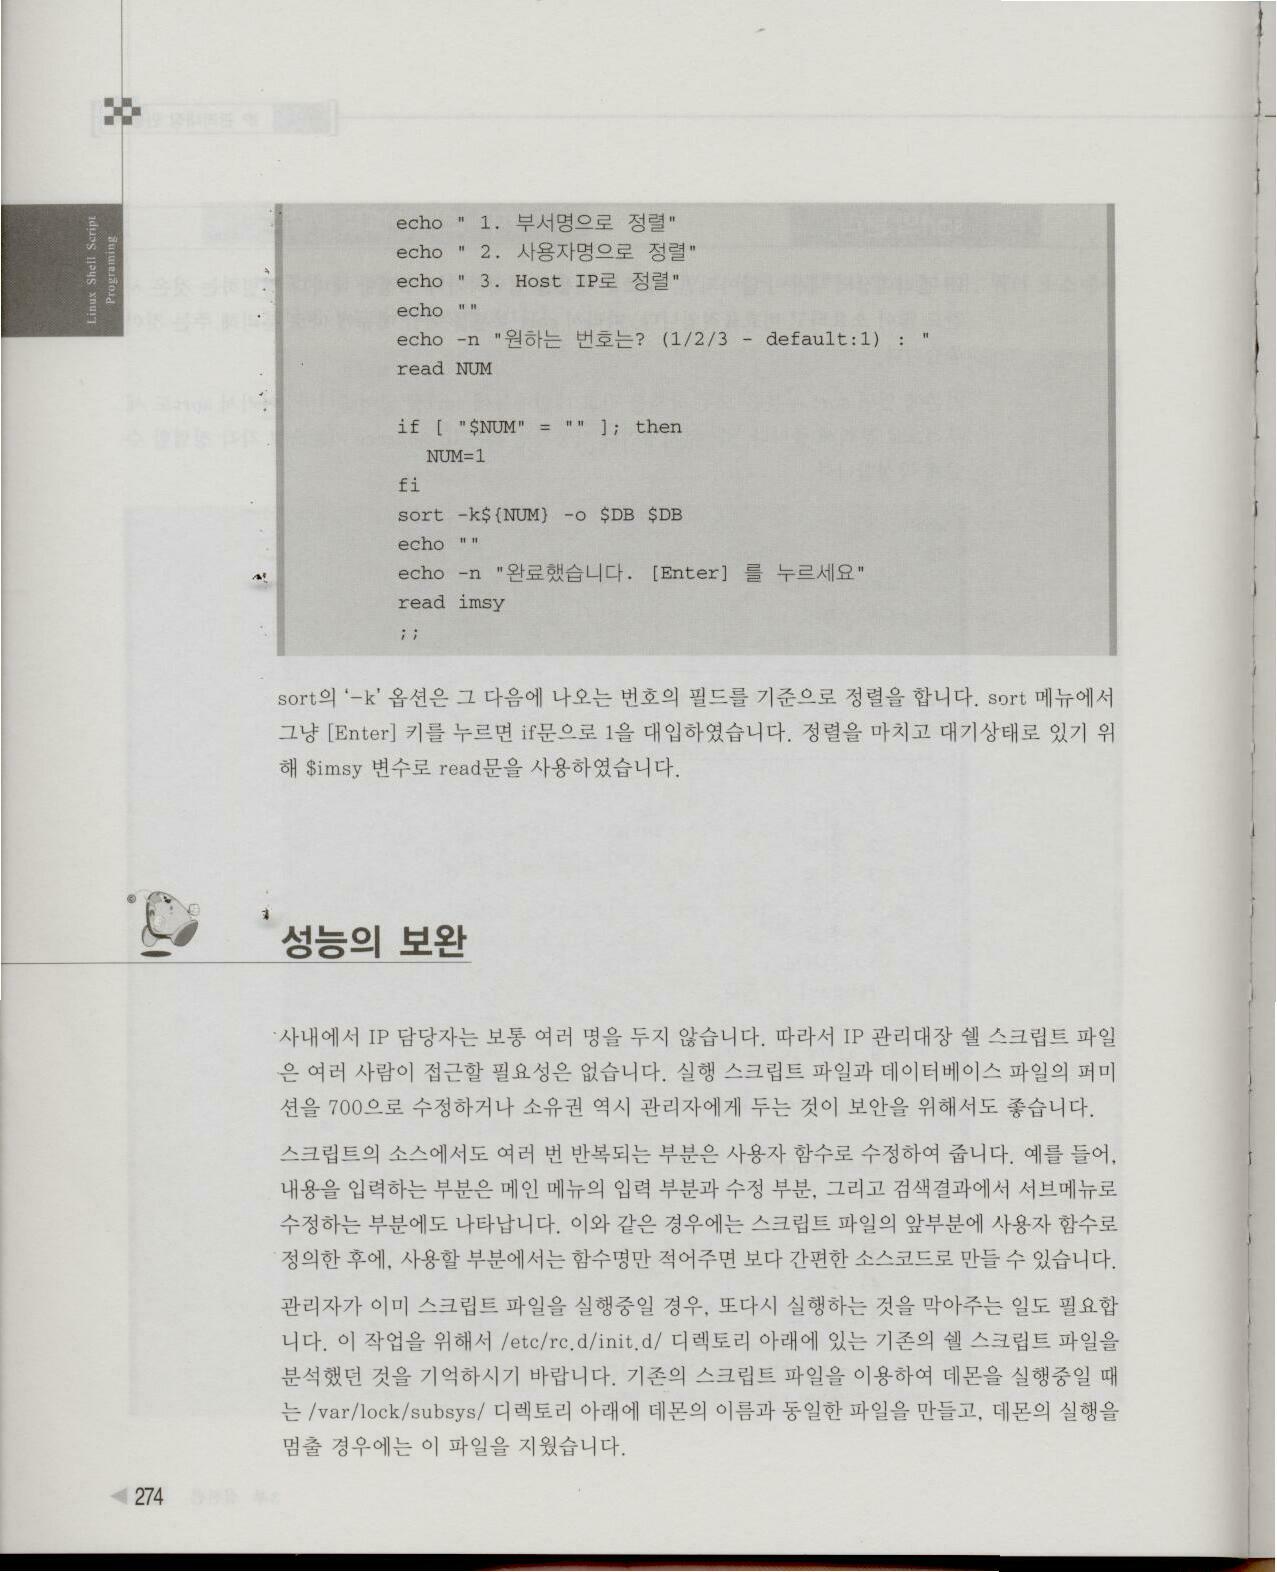 Linux Shell Script
Programing
echo " 1. 부서명으로 정렬"
echo " 2. 사용자명으로 정렬"
echo " 3. Host IP로 정렬"
echo ""
echo -n "원하는 번호는? (1/2/3 - default:1) : "
read NUM
if [ "$NUM" = "" ]; then
NUM=1
fi
sort -k${NUM} -o $DB $DB
echo ""
echo -n "완료했습니다. [Enter] 를 누르세요"
read imsy
;;
sort의 ‘-k’ 옵션은 그 다음에 나오는 번호의 필드를 기준으로 정렬을 합니다. sort 메뉴에서
그냥 [Enter] 키를 누르면 if문으로 1을 대입하였습니다. 정렬을 마치고 대기상태로 있기 위
해 $imsy 변수로 read문을 사용하였습니다.
성능의 보완
사내에서 IP 담당자는 보통 여러 명을 두지 않습니다. 따라서 IP 관리대장 쉘 스크립트 파일
은 여러 사람이 접근할 필요성은 없습니다. 실행 스크립트 파일과 데이터베이스 파일의 퍼미
션을 700으로 수정하거나 소유권 역시 관리자에게 두는 것이 보안을 위해서도 좋습니다.
스크립트의 소스에서도 여러 번 반복되는 부분은 사용자 함수로 수정하여 줍니다. 예를 들어,
내용을 입력하는 부분은 메인 메뉴의 입력 부분과 수정 부분, 그리고 검색결과에서 서브메뉴로
수정하는 부분에도 나타납니다. 이와 같은 경우에는 스크립트 파일의 앞부분에 사용자 함수로
정의한 후에, 사용할 부분에서는 함수명만 적어주면 보다 간편한 소스코드로 만들 수 있습니다.
관리자가 이미 스크립트 파일을 실행중일 경우, 또다시 실행하는 것을 막아주는 일도 필요합
니다. 이 작업을 위해서 /etc/rc.d/init.d/ 디렉토리 아래에 있는 기존의 쉘 스크립트 파일을
분석했던 것을 기억하시기 바랍니다. 기존의 스크립트 파일을 이용하여 데몬을 실행중일 때
는 /var/lock/subsys/ 디렉토리 아래에 데몬의 이름과 동일한 파일을 만들고, 데몬의 실행을
멈출 경우에는 이 파일을 지웠습니다.
274